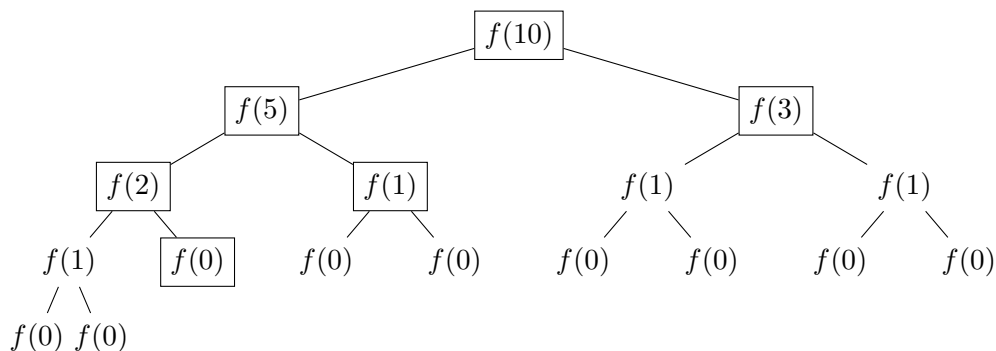 f(10)
f(5) f(3)
f(2) f(1) f(1) f(1)
f(1) f(0) f(0) f(0) f(0) f(0) f(0) f(0)
f(0) f(0)